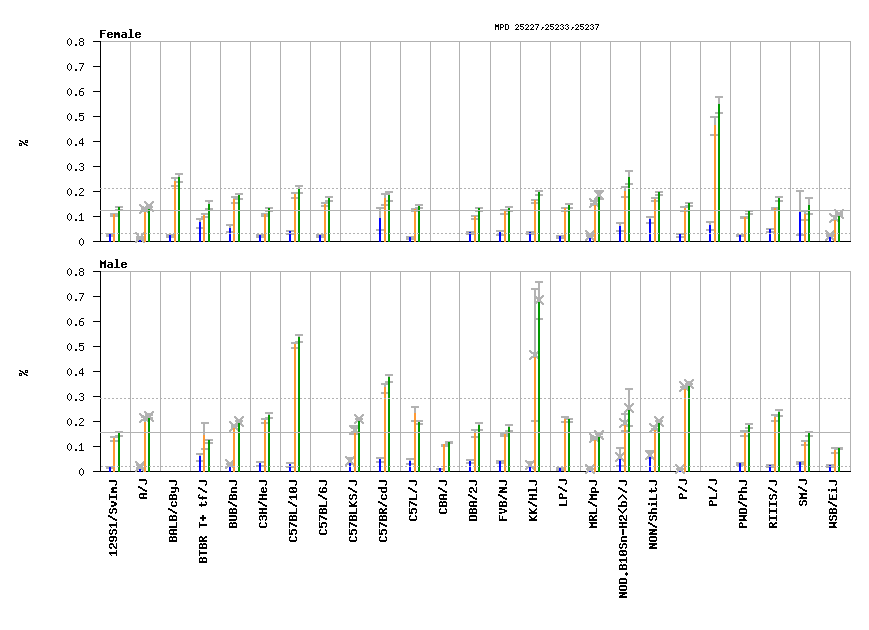 MPD 25227,25233,25237
Female
0.8
0.7
0.6
0.5
0.4
0.3
0.2
0.1
0
%
Male
0.8
0.7
0.6
0.5
0.4
0.3
0.2
0.1
0
%
129S1/SvImJ
A/J
BALB/cByJ
BTBR T+ tf/J
BUB/BnJ
C3H/HeJ
C57BL/10J
C57BL/6J
C57BLKS/J
C57BR/cdJ
C57L/J
CBA/J
DBA/2J
FVB/NJ
KK/HlJ
LP/J
MRL/MpJ
NOD.B10Sn-H2<b>/J
NON/ShiLtJ
P/J
PL/J
PWD/PhJ
RIIIS/J
SM/J
WSB/EiJ